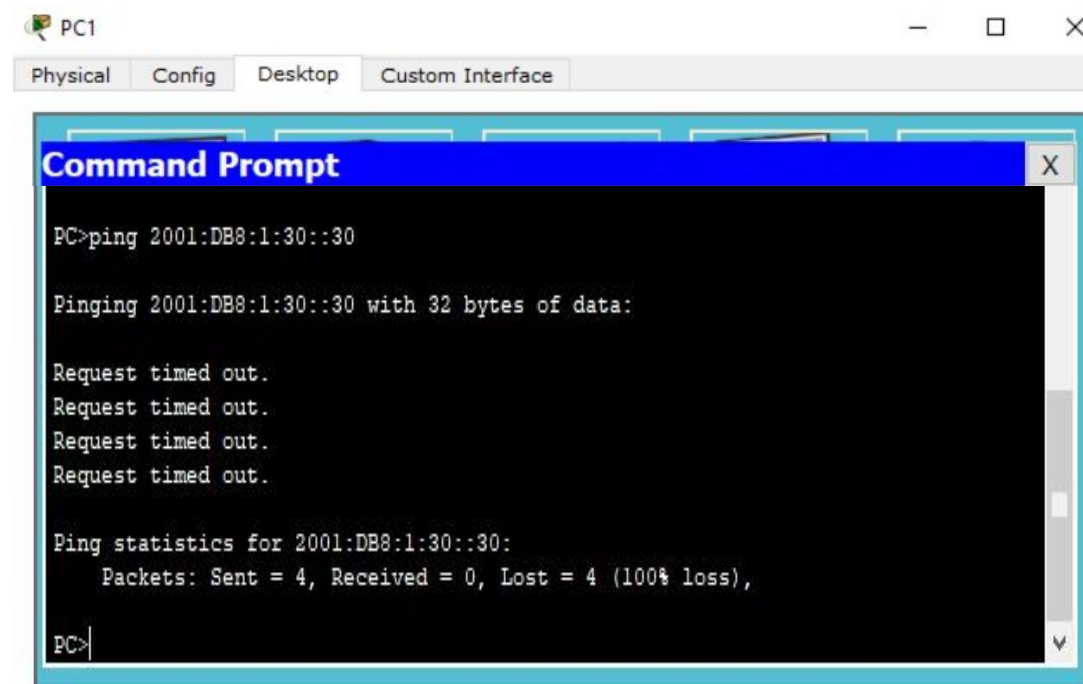 PC1
Physical Config Desktop Custom Interface
Command Prompt X
PC>ping 2001:DB8:1:30::30
Pinging 2001:DB8:1:30::30 with 32 bytes of data:
Request timed out.
Request timed out.
Request timed out.
Request timed out.
Ping statistics for 2001:DB8:1:30::30:
Packets: Sent = 4, Received = 0, Lost = 4 (100% loss),
PC>